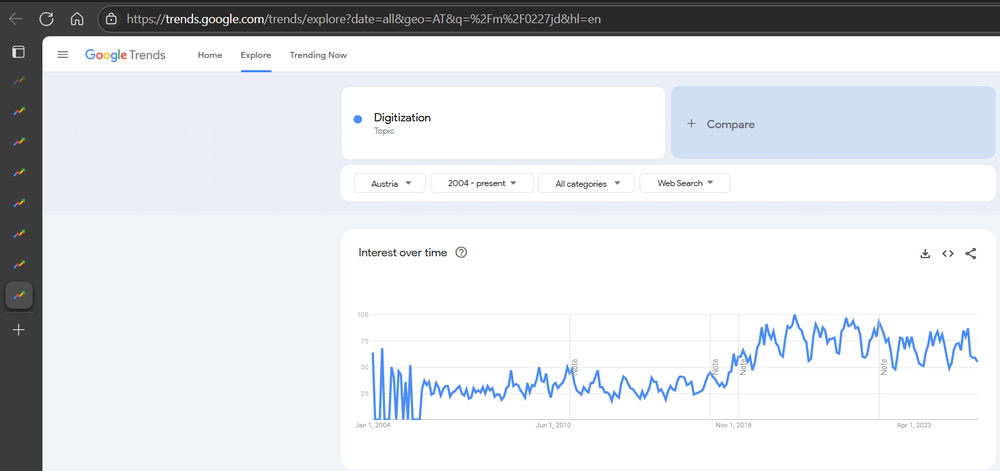 https://trends.google.com/trends/explore?date=all&geo=AT&q=%2Fm%2F0227jd&hl=en
Google Trends Home Explore Trending Now
Digitization
Topic
+ Compare
Austria 2004 - present All categories Web Search
Interest over time
100
75
50
25
Note
Note
Note
Note
Jan 1, 2004 Jun 1, 2010 Nov 1, 2016 Apr 1, 2023